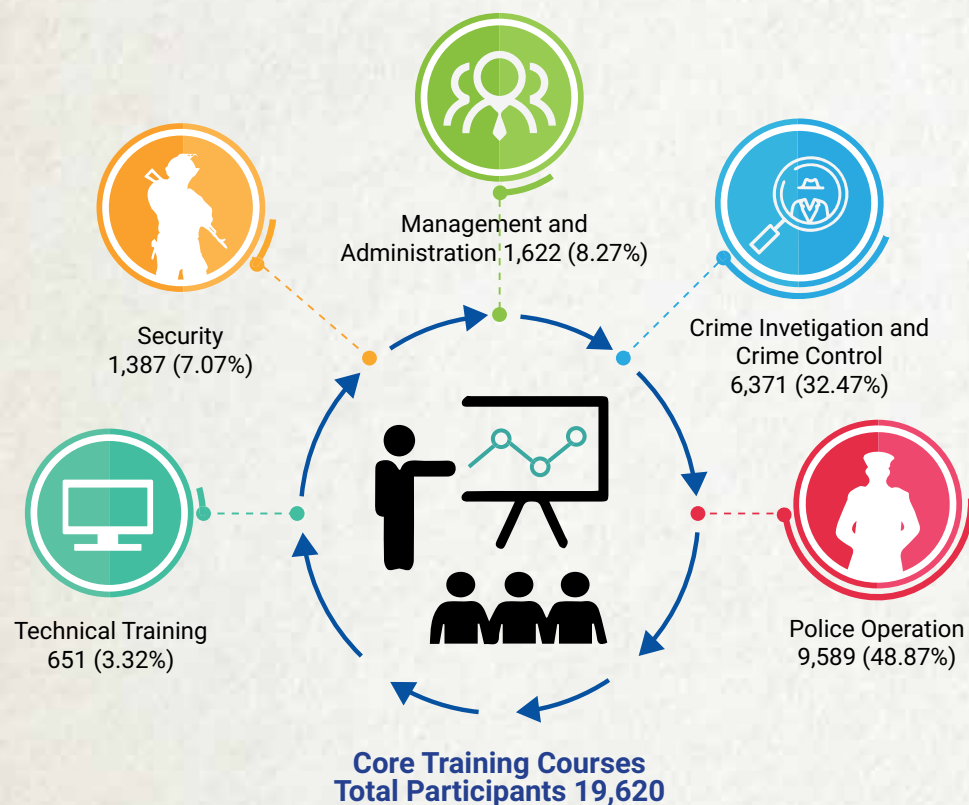 Management and
Administration 1,622 (8.27%)
Security
1,387 (7.07%)
Crime Invetigation and
Crime Control
6,371 (32.47%)
Technical Training
651 (3.32%)
Police Operation
9,589 (48.87%)
Core Training Courses
Total Participants 19,620